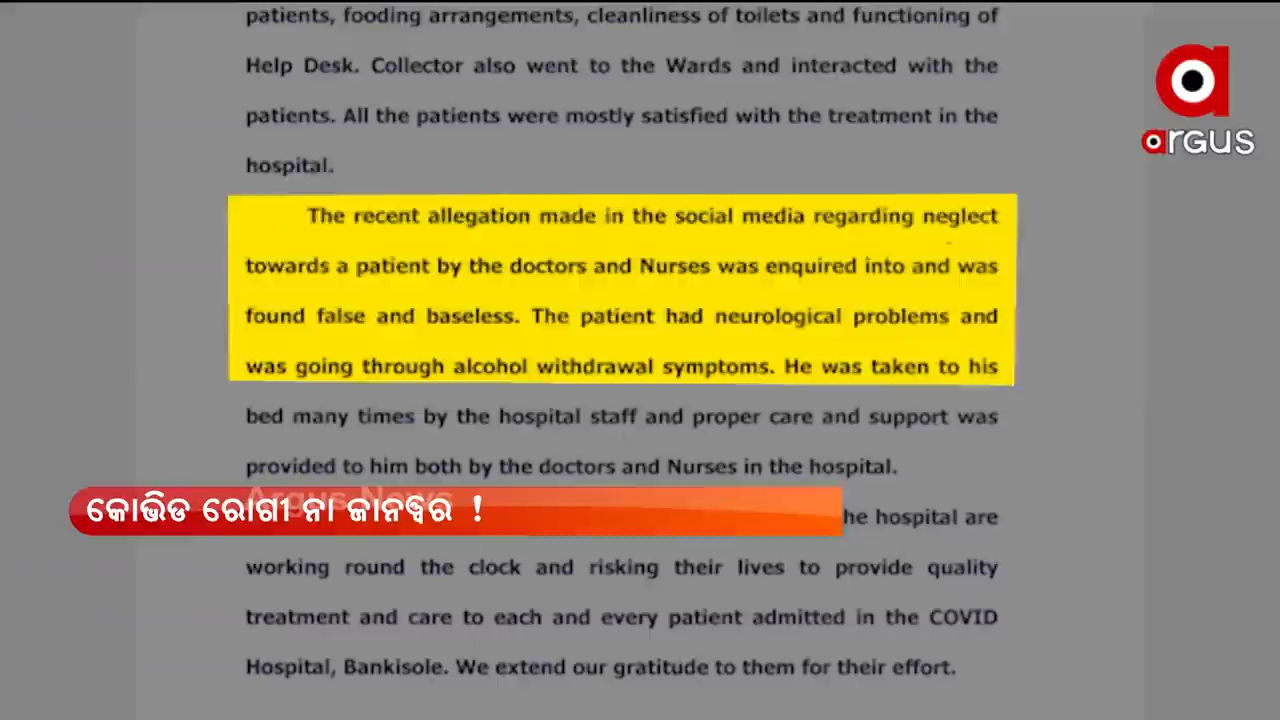 patients, fooding arrangements, cleanliness of toilets and functioning of
Help Desk. Collector also went to the Wards and interacted with the
patients. All the patients were mostly satisfied with the treatment in the
hospital.
The recent allegation made in the social media regarding neglect
towards a patient by the doctors and Nurses was enquired into and was
found false and baseless. The patient had neurological problems and
was going through alcohol withdrawal symptoms. He was taken to his
bed many times by the hospital staff and proper care and support was
provided to him both by the doctors and Nurses in the hospital.
he hospital are
working round the clock and risking their lives to provide quality
treatment and care to each and every patient admitted in the COVID
Hospital, Bankisole. We extend our gratitude to them for their effort.
Argus News
କୋଭିଡ ରୋଗୀ ନା ଜାନୱର !
argus